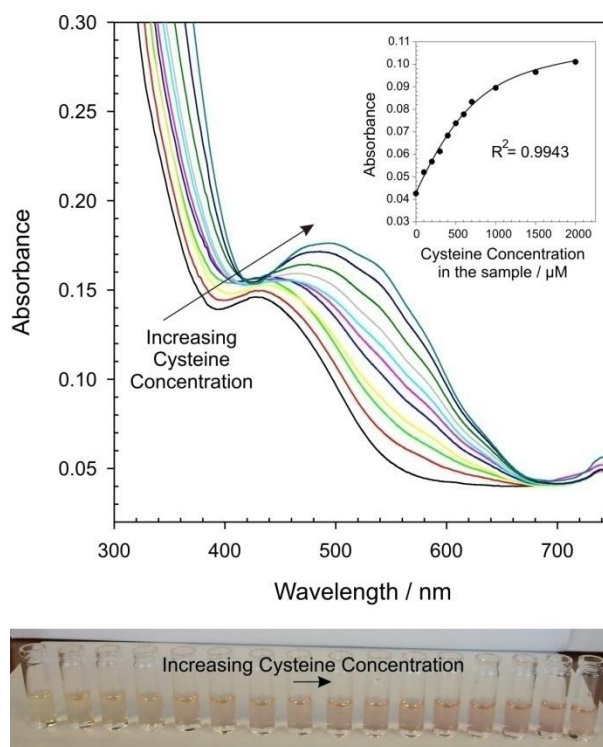 0.30
0.25
0.20
0.15
0.10
0.05
Absorbance
300 400 500 600 700
Wavelength / nm
Increasing
Cysteine
Concentration
0.11
0.10
0.09
0.08
0.07
0.06
0.05
0.04
0.03
Absorbance
R²= 0.9943
0 500 1000 1500 2000
Cysteine Concentration
in the sample / µM
Increasing Cysteine Concentration